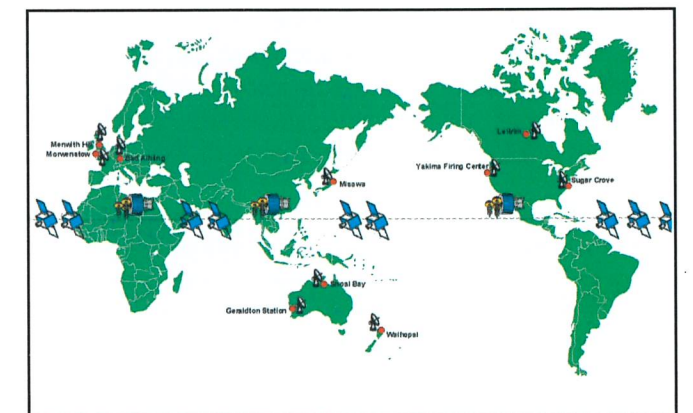 Menwith Hill
Morwenstow
Bad Aibling
Misawa
Leitrim
Yakima Firing Center
Sugar Grove
Shoal Bay
Geraldton Station
Waihopai